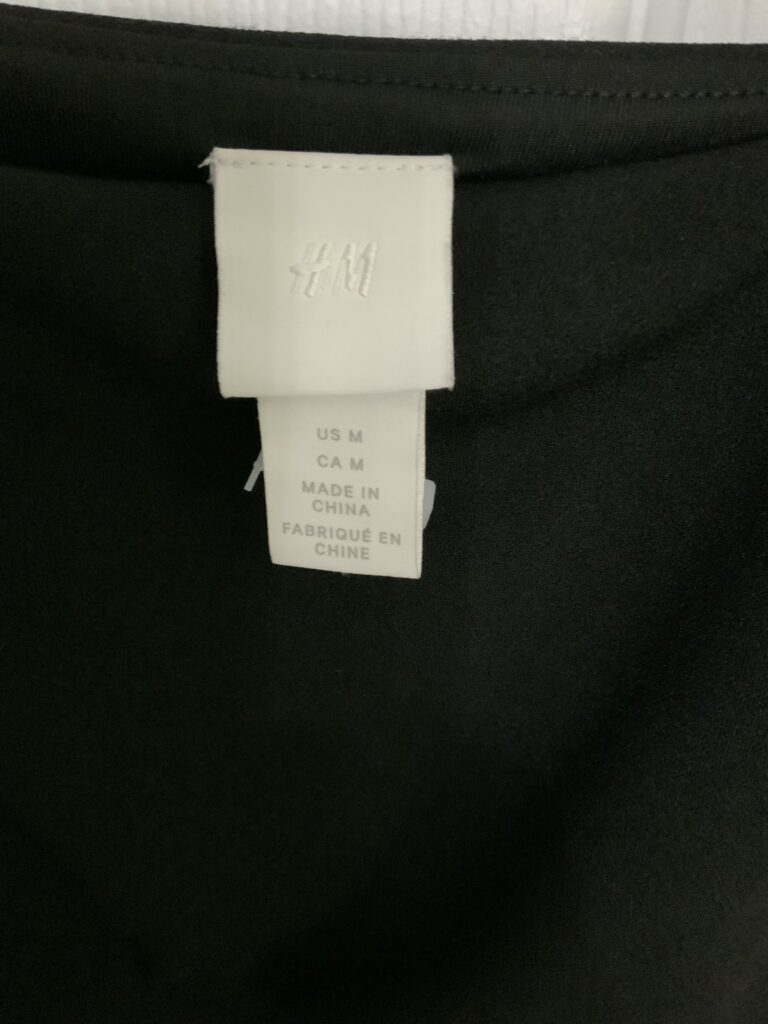 H&M
US M
CA M
MADE IN
CHINA
FABRIQUÉ EN
CHINE